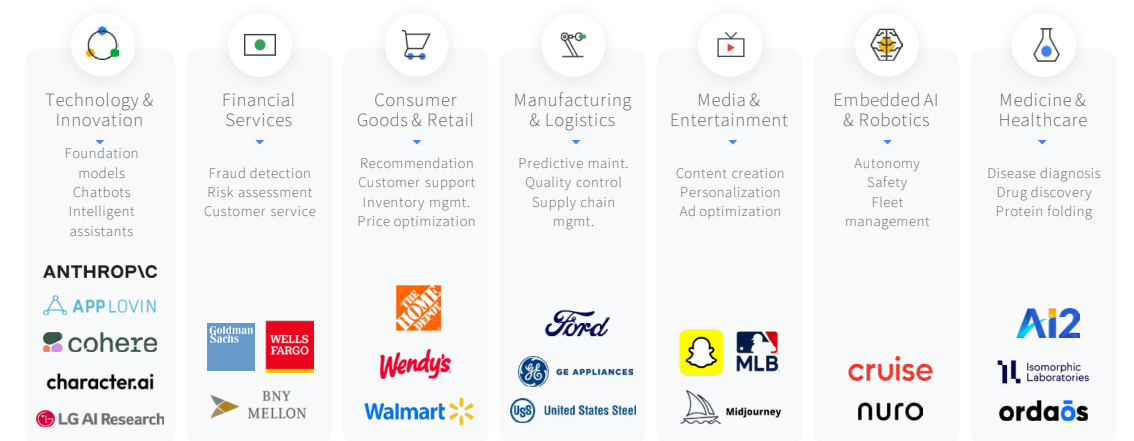 Technology &
Innovation
Foundation
models
Chatbots
Intelligent
assistants
ANTHROP\C
APPLOVIN
cohere
character.ai
LG AI Research
Financial
Services
Fraud detection
Risk assessment
Customer service
Goldman
Sachs
WELLS
FARGO
BNY
MELLON
Consumer
Goods & Retail
Recommendation
Customer support
Inventory mgmt.
Price optimization
THE
HOME
DEPOT
Wendy's
Walmart
Manufacturing
& Logistics
Predictive maint.
Quality control
Supply chain
mgmt.
Ford
GE GE APPLIANCES
USS United States Steel
Media &
Entertainment
Content creation
Personalization
Ad optimization
MLB
Midjourney
Embedded AI
& Robotics
Autonomy
Safety
Fleet
management
cruise
nuro
Medicine &
Healthcare
Disease diagnosis
Drug discovery
Protein folding
Ai2
Isomorphic
Laboratories
ordaōs